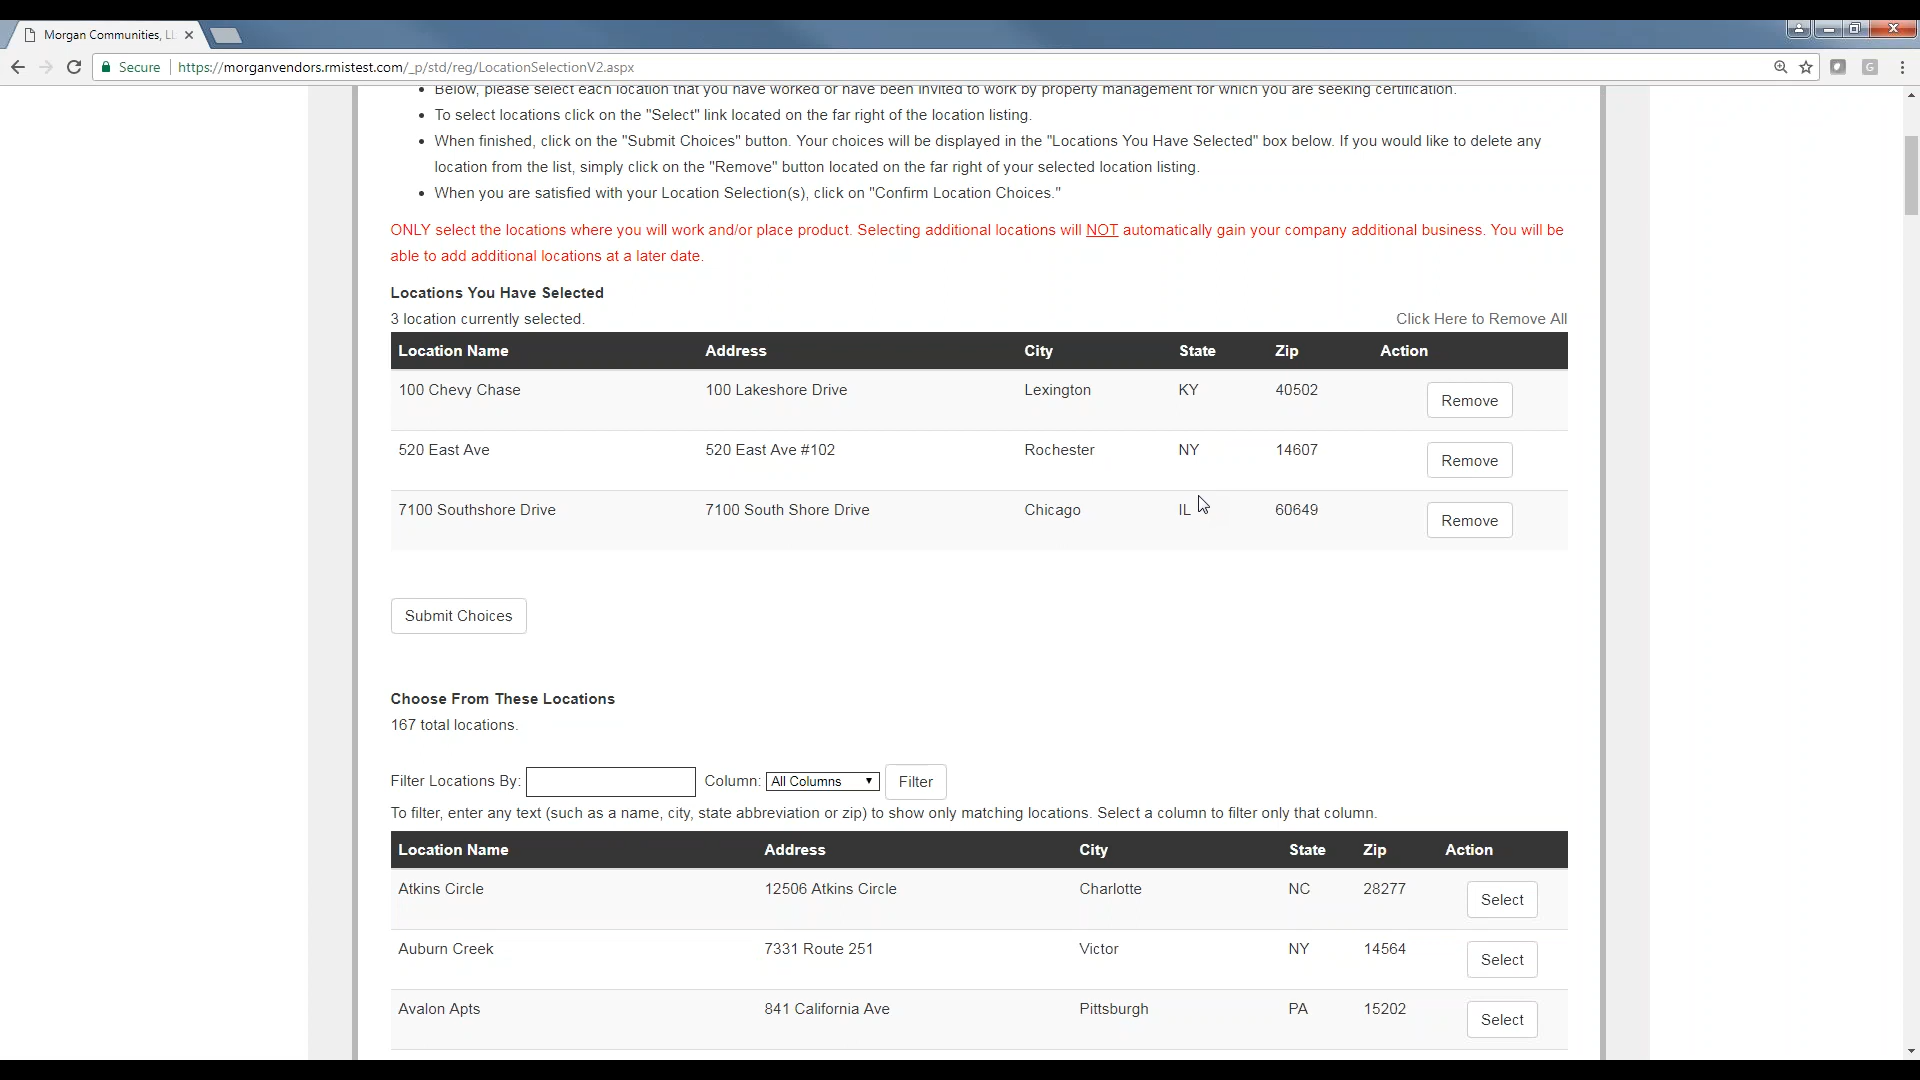 Morgan Communities, L
Secure https://morganvendors.rmistest.com/_p/std/reg/LocationSelectionV2.aspx
Below, please select each location that you have worked or have been invited to work by property management for which you are seeking certification.
To select locations click on the "Select" link located on the far right of the location listing.
When finished, click on the "Submit Choices" button. Your choices will be displayed in the "Locations You Have Selected" box below. If you would like to delete any
location from the list, simply click on the "Remove" button located on the far right of your selected location listing.
When you are satisfied with your Location Selection(s), click on "Confirm Location Choices."
ONLY select the locations where you will work and/or place product. Selecting additional locations will NOT automatically gain your company additional business. You will be
able to add additional locations at a later date.
Locations You Have Selected
3 location currently selected. Click Here to Remove All
Location Name Address City State Zip Action
100 Chevy Chase 100 Lakeshore Drive Lexington KY 40502 Remove
520 East Ave 520 East Ave #102 Rochester NY 14607 Remove
7100 Southshore Drive 7100 South Shore Drive Chicago IL 60649 Remove
Submit Choices
Choose From These Locations
167 total locations.
Filter Locations By: Column: All Columns Filter
To filter, enter any text (such as a name, city, state abbreviation or zip) to show only matching locations. Select a column to filter only that column.
Location Name Address City State Zip Action
Atkins Circle 12506 Atkins Circle Charlotte NC 28277 Select
Auburn Creek 7331 Route 251 Victor NY 14564 Select
Avalon Apts 841 California Ave Pittsburgh PA 15202 Select